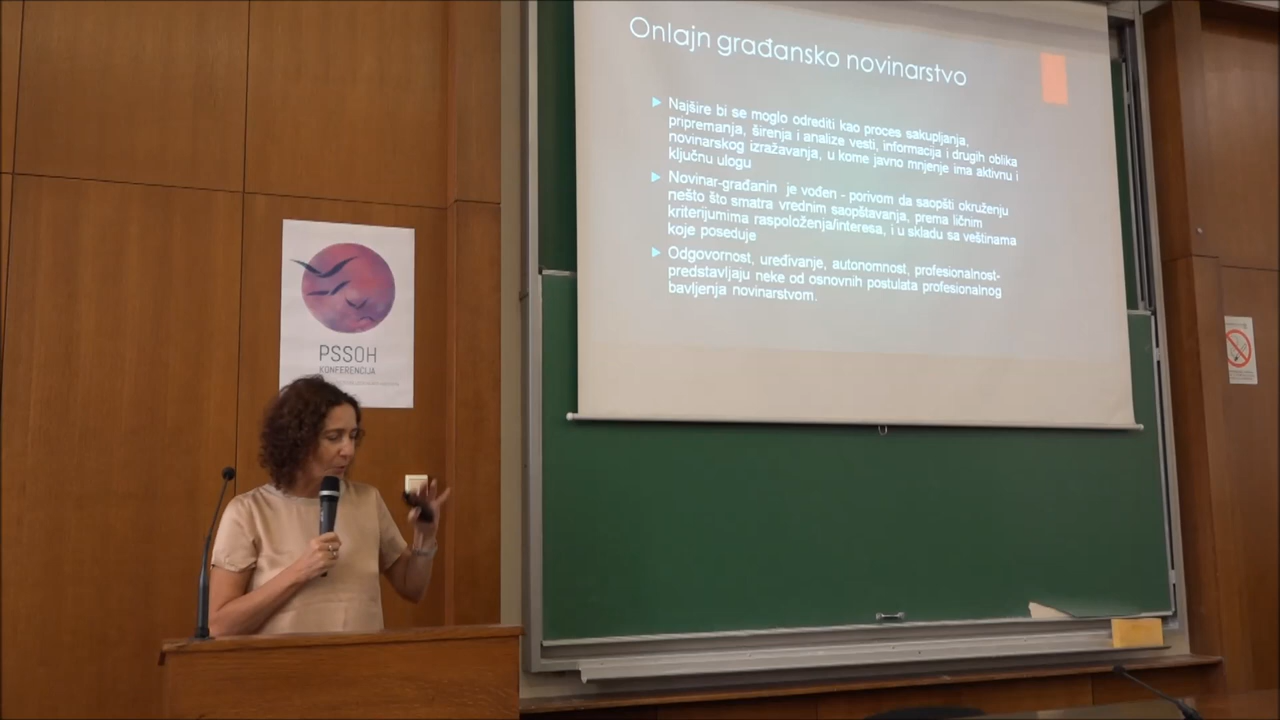 Onlajn građansko novinarstvo
Najšire bi se moglo odrediti kao proces sakupljanja,
pripremanja, širenja i analize vesti, informacija i drugih oblika
novinarskog izražavanja, u kome javno mnjenje ima aktivnu i
ključnu ulogu
Novinar-građanin je vođen - porivom da saopšti okruženju
nešto što smatra vrednim saopštavanja, prema ličnim
kriterijumima raspoloženja/interesa, i u skladu sa veštinama
koje poseduje
Odgovornost, uređivanje, autonomnost, profesionalnost-
predstavljaju neke od osnovnih postulata profesionalnog
bavljenja novinarstvom.
PSSOH
KONFERENCIJA